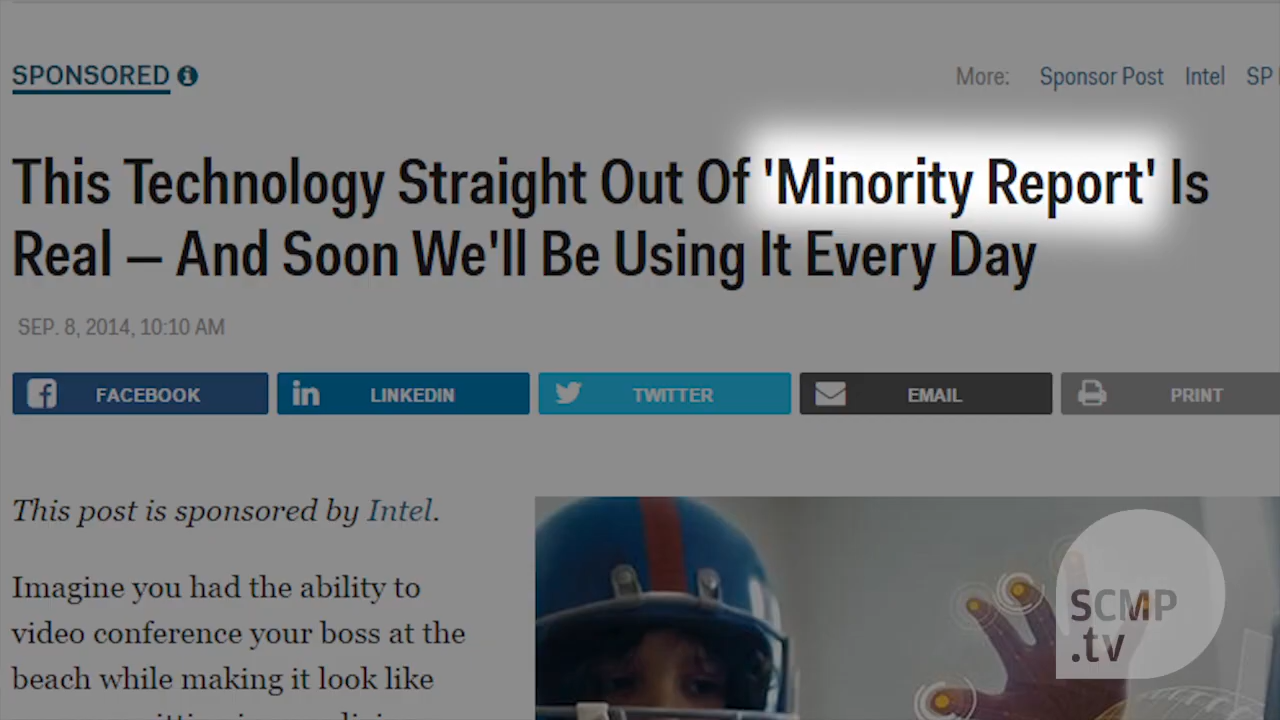 SPONSORED
More: Sponsor Post Intel SP
This Technology Straight Out Of 'Minority Report' Is
Real — And Soon We'll Be Using It Every Day
SEP. 8, 2014, 10:10 AM
FACEBOOK LINKEDIN TWITTER EMAIL PRINT
This post is sponsored by Intel.
Imagine you had the ability to
video conference your boss at the
beach while making it look like
SCMP
.tv